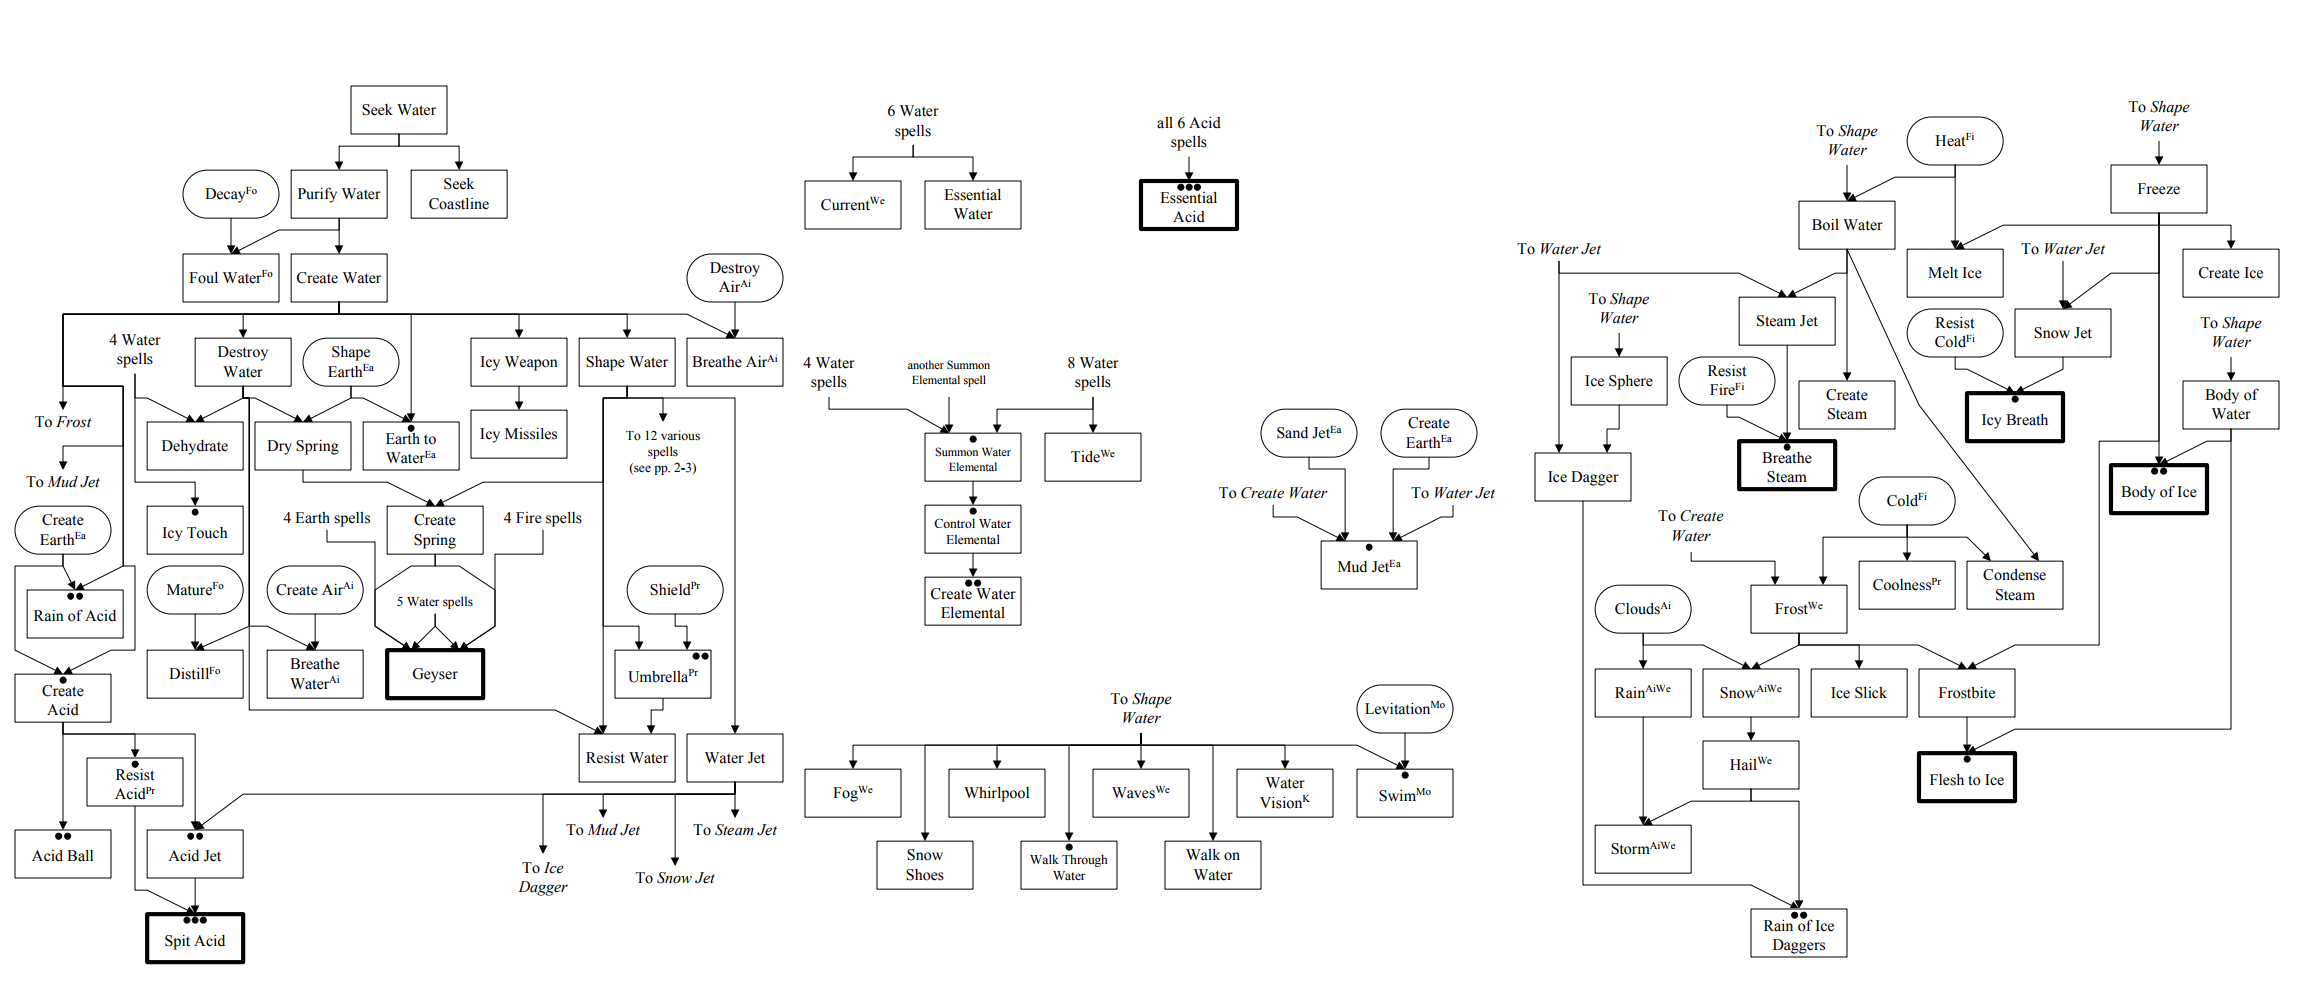 Seek Water
Decay^Fo
Purify Water
Seek
Coastline
Foul Water^Fo
Create Water
Destroy
Air^Ai
4 Water
spells
Destroy
Water
Shape
Earth^Ea
Icy Weapon
Shape Water
Breathe Air^Ai
To Frost
Dehydrate
Dry Spring
Earth to
Water^Ea
Icy Missiles
To 12 various
spells
(see pp. 2-3)
To Mud Jet
Create
Earth^Ea
Icy Touch
4 Earth spells
Create
Spring
4 Fire spells
Rain of Acid
Mature^Fo
Create Air^Ai
5 Water spells
Shield^Pr
Distill^Fo
Breathe
Water^Ai
Geyser
Umbrella^Pr
Create
Acid
Resist Water
Water Jet
Resist
Acid^Pr
Acid Ball
Acid Jet
To Mud Jet
To Steam Jet
To Ice
Dagger
To Snow Jet
Spit Acid
6 Water
spells
Current^We
Essential
Water
all 6 Acid
spells
Essential
Acid
4 Water
spells
another Summon
Elemental spell
8 Water
spells
Summon Water
Elemental
Tide^We
Control Water
Elemental
Create Water
Elemental
Sand Jet^Ea
Create
Earth^Ea
To Create Water
To Water Jet
Mud Jet^Ea
To Shape
Water
Levitation^Mo
Fog^We
Whirlpool
Waves^We
Water
Vision^K
Swim^Mo
Snow
Shoes
Walk Through
Water
Walk on
Water
To Shape
Water
Heat^Fi
To Shape
Water
Freeze
Boil Water
To Water Jet
Melt Ice
To Water Jet
Create Ice
To Shape
Water
Steam Jet
Resist
Cold^Fi
Snow Jet
To Shape
Water
Ice Sphere
Resist
Fire^Fi
Create
Steam
Icy Breath
Body of
Water
Ice Dagger
Breathe
Steam
Body of Ice
Cold^Fi
To Create
Water
Clouds^Ai
Frost^We
Coolness^Pr
Condense
Steam
Rain^AiWe
Snow^AiWe
Ice Slick
Frostbite
Hail^We
Flesh to Ice
Storm^AiWe
Rain of Ice
Daggers